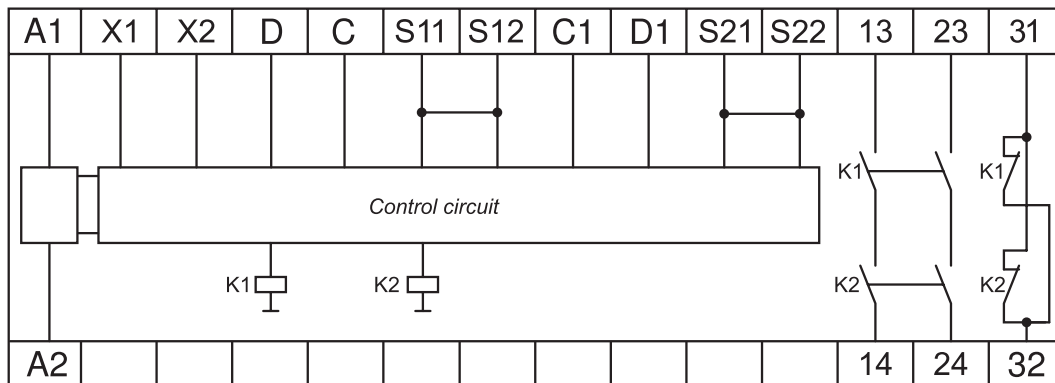 A1 X1 X2 D C S11 S12 C1 D1 S21 S22 13 23 31
K1 K1
Control circuit
K1 K2 K2 K2
A2 14 24 32